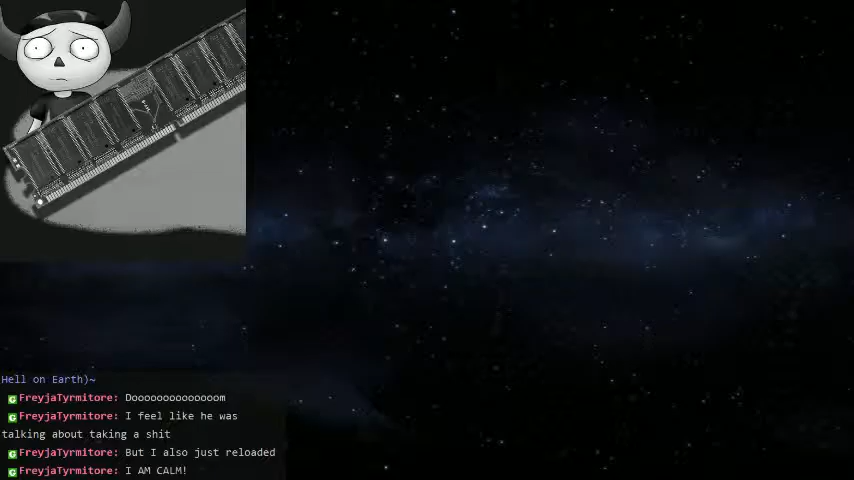 Hell on Earth)~
FreyjaTyrmitore: Doooooooooooooom
FreyjaTyrmitore: I feel like he was
talking about taking a shit
FreyjaTyrmitore: But I also just reloaded
FreyjaTyrmitore: I AM CALM!